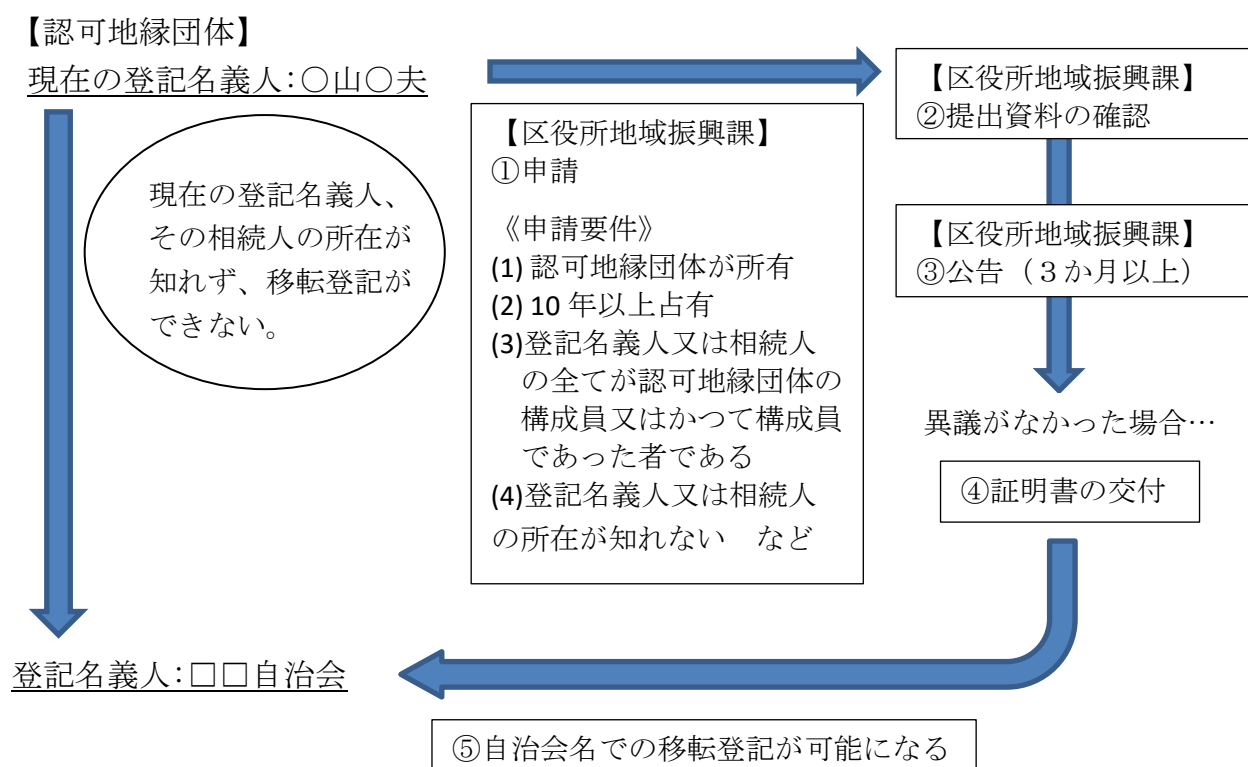 【認可地縁団体】
現在の登記名義人:○山○夫
現在の登記名義人、
その相続人の所在が
知れず、移転登記が
できない。
【区役所地域振興課】
①申請
《申請要件》
(1) 認可地縁団体が所有
(2) 10 年以上占有
(3)登記名義人又は相続人
の全てが認可地縁団体の
構成員又はかつて構成員
であった者である
(4)登記名義人又は相続人
の所在が知れない　など
【区役所地域振興課】
②提出資料の確認
【区役所地域振興課】
③公告（３か月以上）
異議がなかった場合…
④証明書の交付
登記名義人:□□自治会
⑤自治会名での移転登記が可能になる